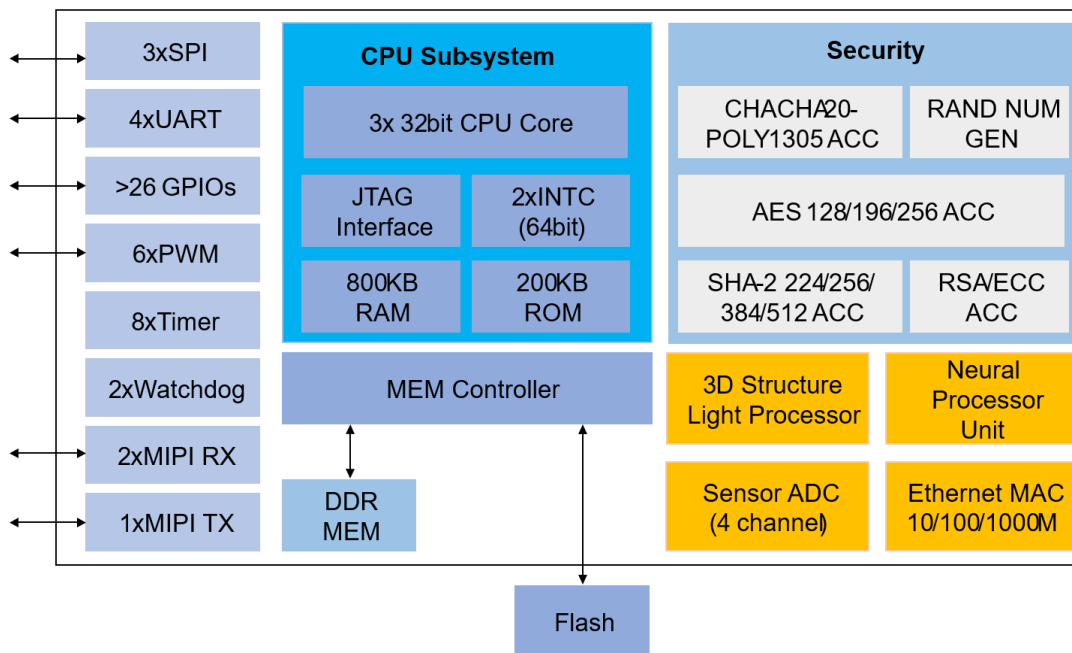 3xSPI
4xUART
>26 GPIOs
6xPWM
8xTimer
2xWatchdog
2xMIPI RX
1xMIPI TX
CPU Sub-system
3x 32bit CPU Core
JTAG
Interface
2xINTC
(64bit)
800KB
RAM
200KB
ROM
MEM Controller
DDR
MEM
Flash
Security
CHACHA20-
POLY1305 ACC
RAND NUM
GEN
AES 128/196/256 ACC
SHA-2 224/256/
384/512 ACC
RSA/ECC
ACC
3D Structure
Light Processor
Neural
Processor
Unit
Sensor ADC
(4 channel)
Ethernet MAC
10/100/1000M